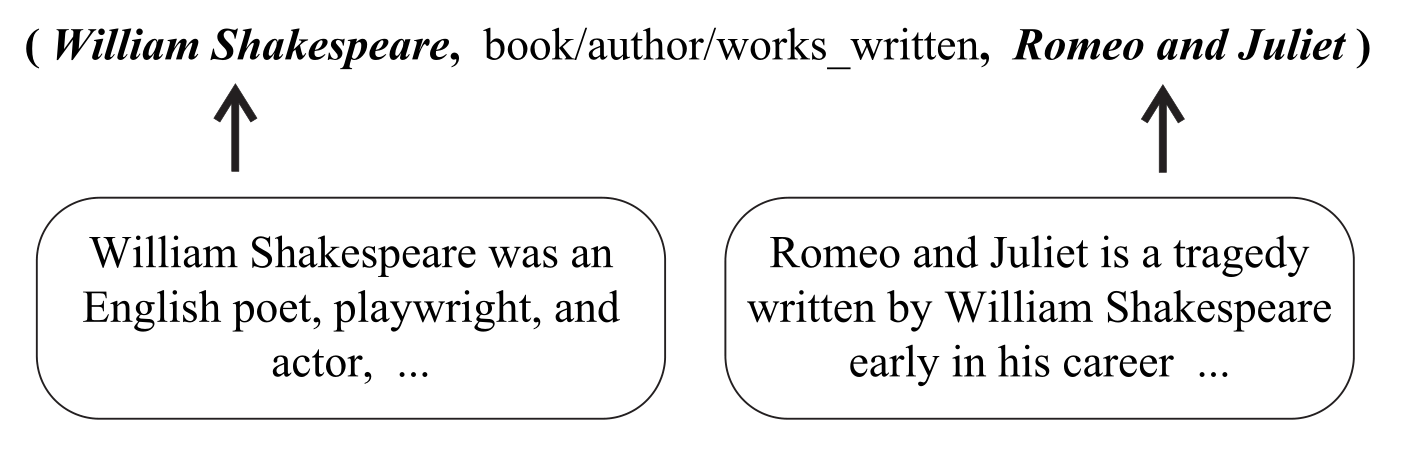 ( William Shakespeare, book/author/works_written, Romeo and Juliet )
William Shakespeare was an
English poet, playwright, and
actor, ...
Romeo and Juliet is a tragedy
written by William Shakespeare
early in his career ...